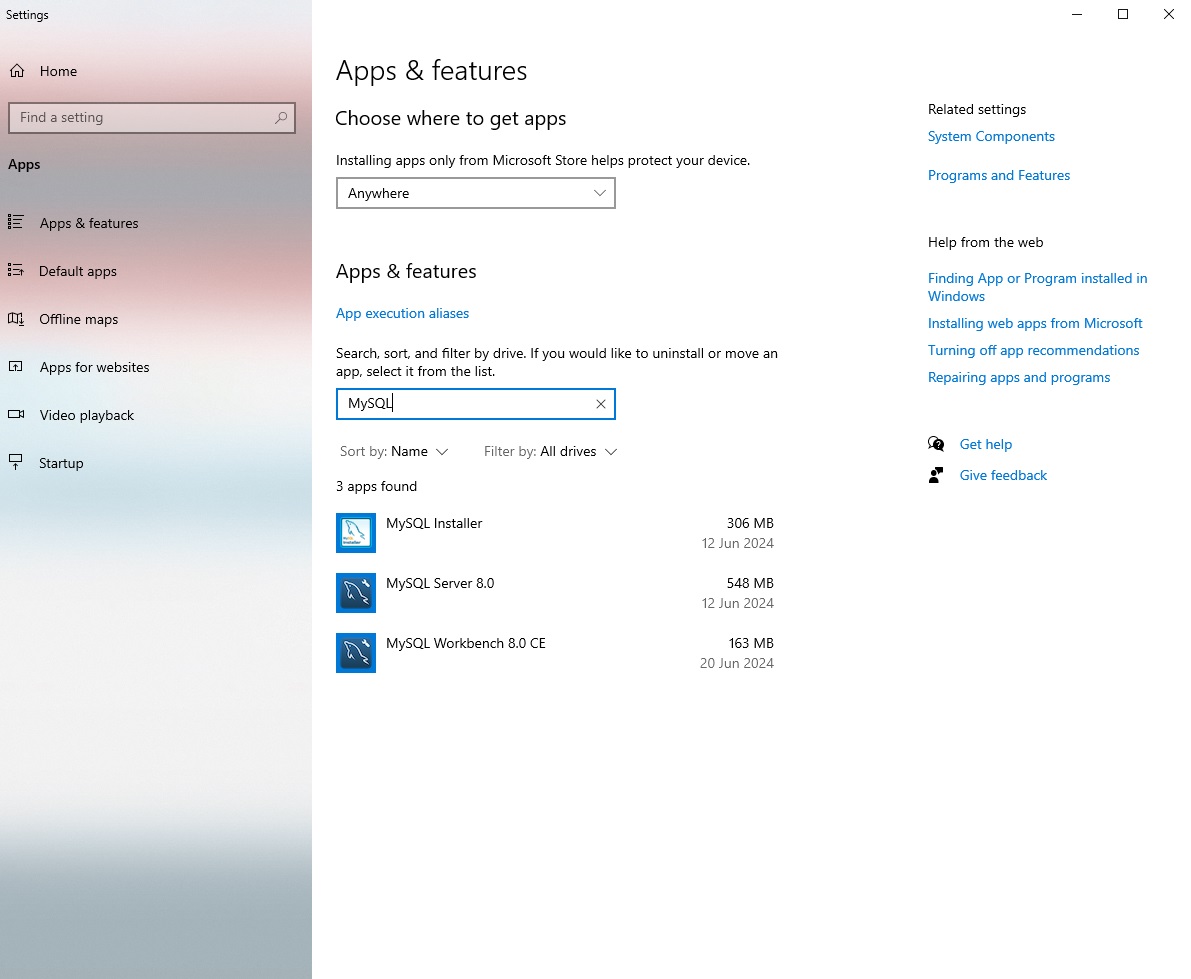 Settings
Home
Find a setting
Apps
Apps & features
Default apps
Offline maps
Apps for websites
Video playback
Startup
Apps & features
Choose where to get apps
Installing apps only from Microsoft Store helps protect your device.
Anywhere
Apps & features
App execution aliases
Search, sort, and filter by drive. If you would like to uninstall or move an
app, select it from the list.
MySQL
Sort by: Name Filter by: All drives
3 apps found
MySQL Installer 306 MB
12 Jun 2024
MySQL Server 8.0 548 MB
12 Jun 2024
MySQL Workbench 8.0 CE 163 MB
20 Jun 2024
Related settings
System Components
Programs and Features
Help from the web
Finding App or Program installed in
Windows
Installing web apps from Microsoft
Turning off app recommendations
Repairing apps and programs
Get help
Give feedback